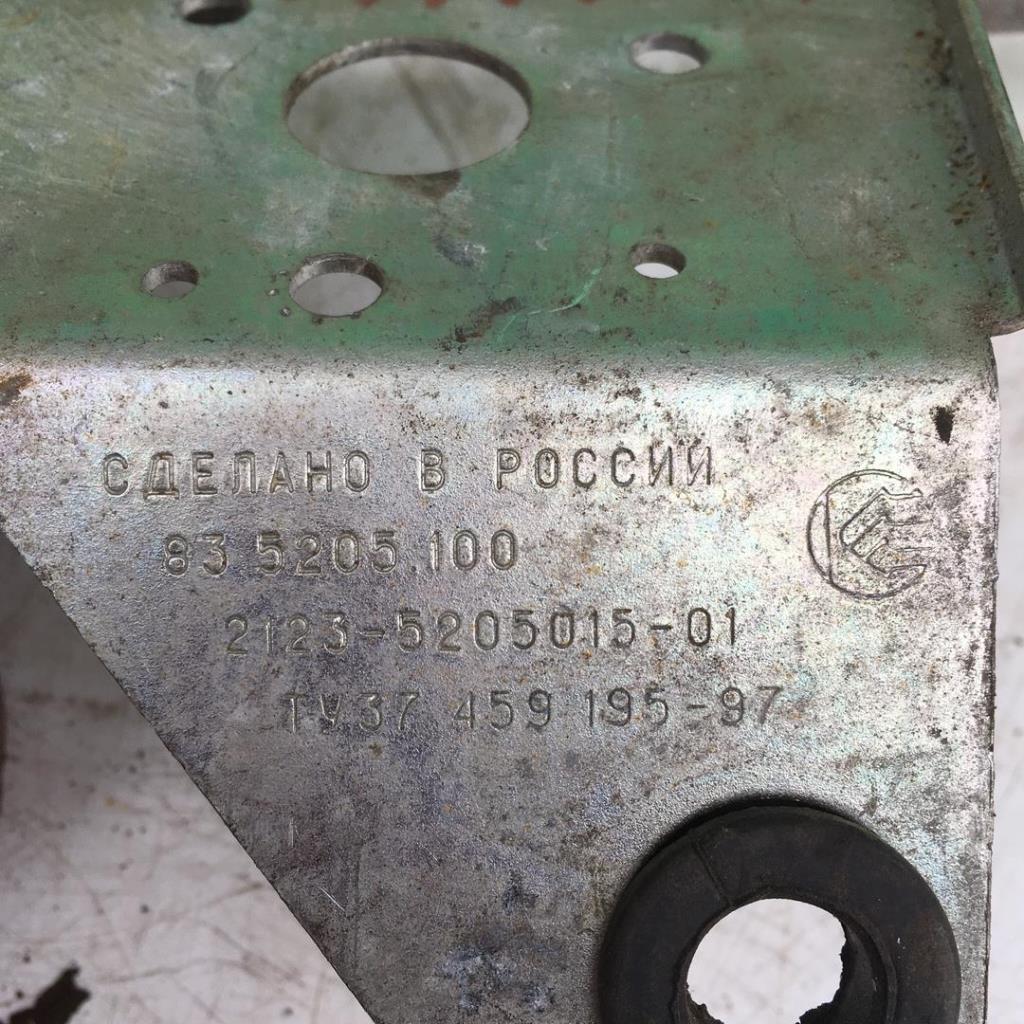 СДЕЛАНО В РОССИИ
83.5205.100
2123-5205015-01
ТУ37 459 195-97